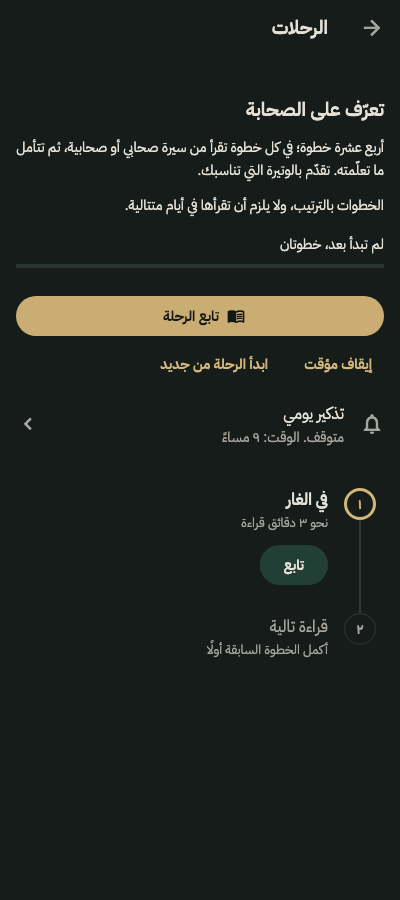 الرحلات
تعرّف على الصحابة
أربع عشرة خطوة؛ في كل خطوة تقرأ من سيرة صحابي أو صحابية، ثم تتأمل
ما تعلّمته. تقدّم بالوتيرة التي تناسبك.
الخطوات بالترتيب، ولا يلزم أن تقرأها في أيام متتالية.
لم تبدأ بعد، خطوتان
تابع الرحلة
إيقاف مؤقت
ابدأ الرحلة من جديد
تذكير يومي
متوقف. الوقت: ٩ مساءً
١
في الغار
نحو ٣ دقائق قراءة
تابع
٢
قراءة تالية
أكمل الخطوة السابقة أولًا